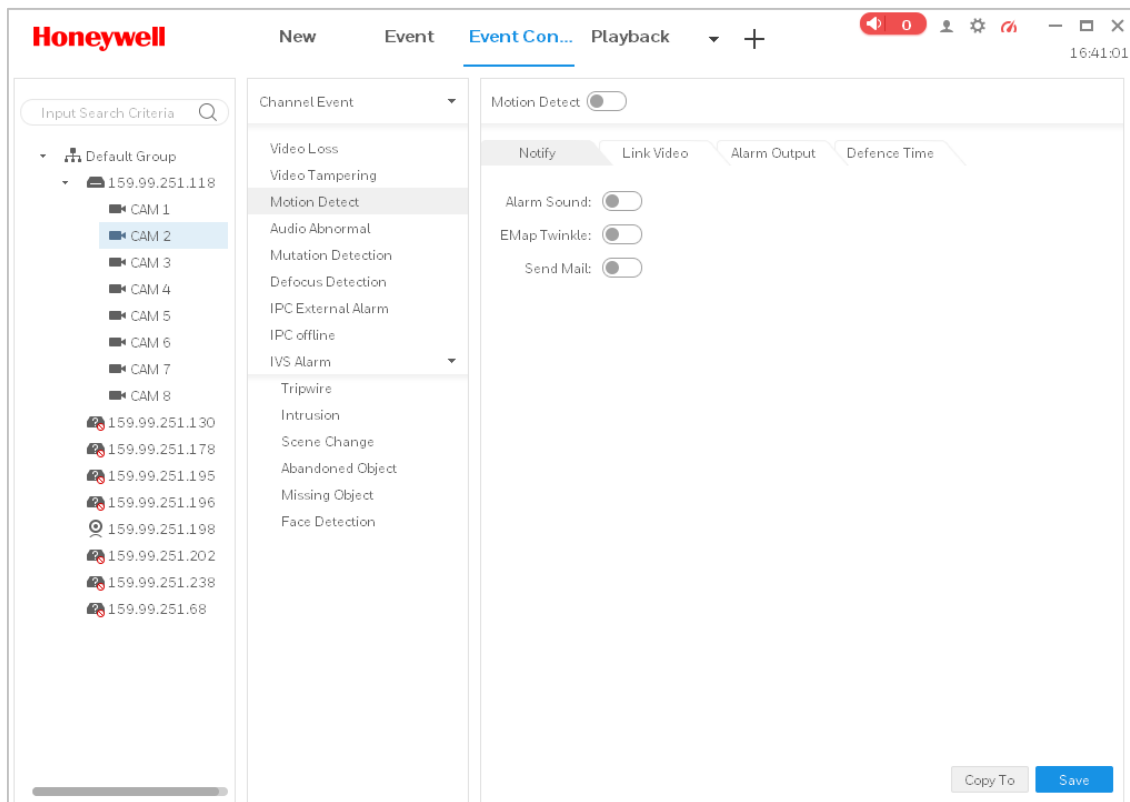 Honeywell
New Event Event Con... Playback
0
16:41:01
Input Search Criteria
Default Group
159.99.251.118
CAM 1
CAM 2
CAM 3
CAM 4
CAM 5
CAM 6
CAM 7
CAM 8
159.99.251.130
159.99.251.178
159.99.251.195
159.99.251.196
159.99.251.198
159.99.251.202
159.99.251.238
159.99.251.68
Channel Event
Video Loss
Video Tampering
Motion Detect
Audio Abnormal
Mutation Detection
Defocus Detection
IPC External Alarm
IPC offline
IVS Alarm
Tripwire
Intrusion
Scene Change
Abandoned Object
Missing Object
Face Detection
Motion Detect
Notify Link Video Alarm Output Defence Time
Alarm Sound:
EMap Twinkle:
Send Mail:
Copy To Save